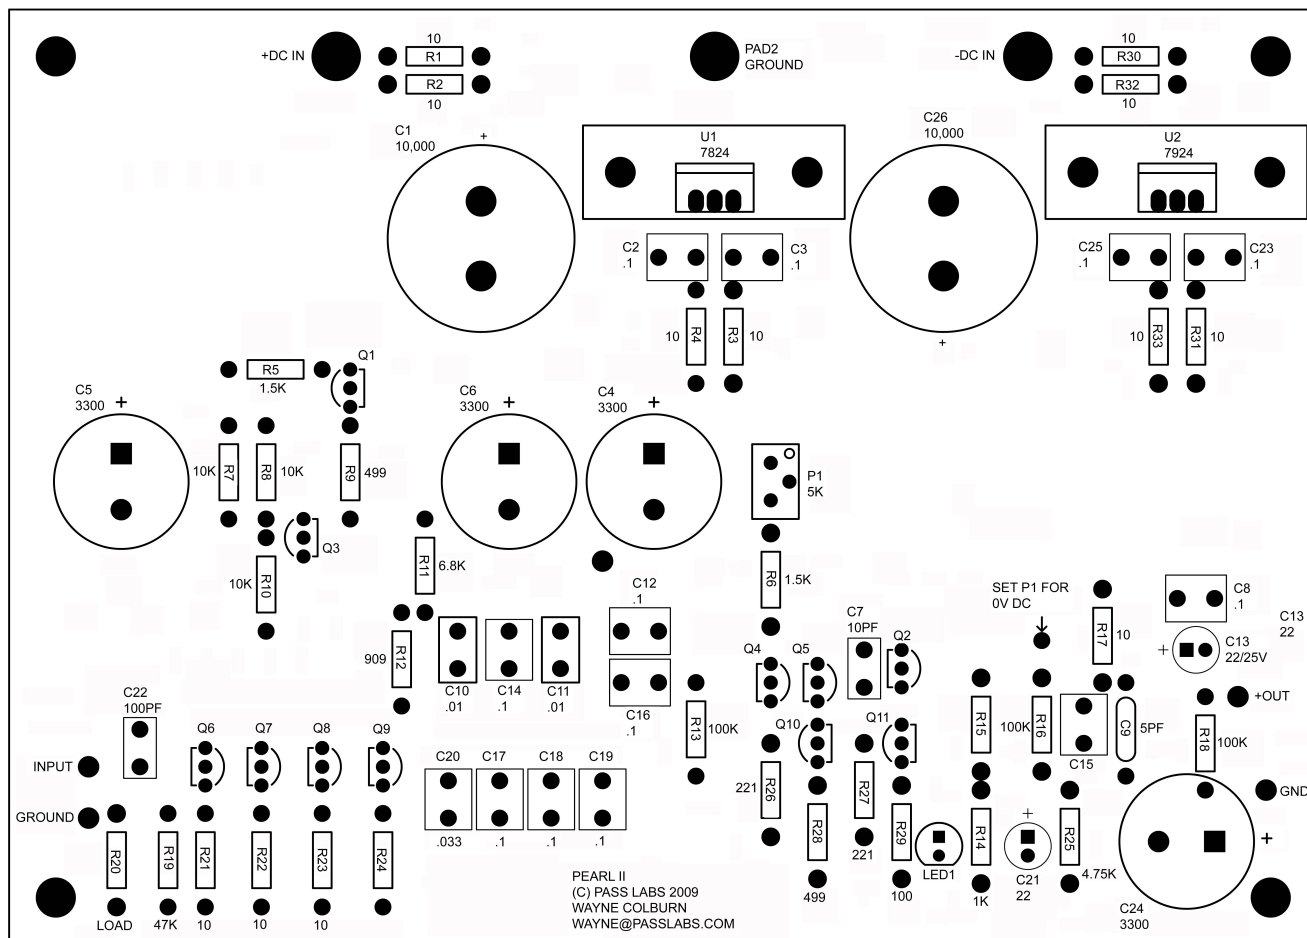 10
+DC IN
R1
R2
10
PAD2
GROUND
-DC IN
10
R30
R32
10
C1
10,000
+
U1
7824
C26
10,000
U2
7924
C2
.1
C3
.1
C25
.1
C23
.1
10
R4
R3
10
+
10
R33
R31
10
R5
1.5K
Q1
C5
3300
+
C6
3300
+
C4
3300
+
10K
R7
R8
10K
R9
499
P1
5K
Q3
10K
R10
R11
6.8K
C12
.1
R6
1.5K
SET P1 FOR
0V DC
C8
.1
C13
22
C7
10PF
R17
10
+
C13
22/25V
909
R12
Q4
Q5
Q2
C10
.01
C14
.1
C11
.01
C16
.1
C22
100PF
R13
100K
Q10
Q11
R15
100K
R16
C15
C9
5PF
R18
100K
+OUT
Q6
Q7
Q8
Q9
INPUT
C20
C17
C18
C19
221
R26
R27
GND
GROUND
.033
.1
.1
.1
R20
R19
R21
R22
R23
R24
R28
221
R29
LED1
R14
+
R25
+
PEARL II
(C) PASS LABS 2009
WAYNE COLBURN
WAYNE@PASSLABS.COM
499
100
1K
C21
22
4.75K
C24
3300
LOAD
47K
10
10
10